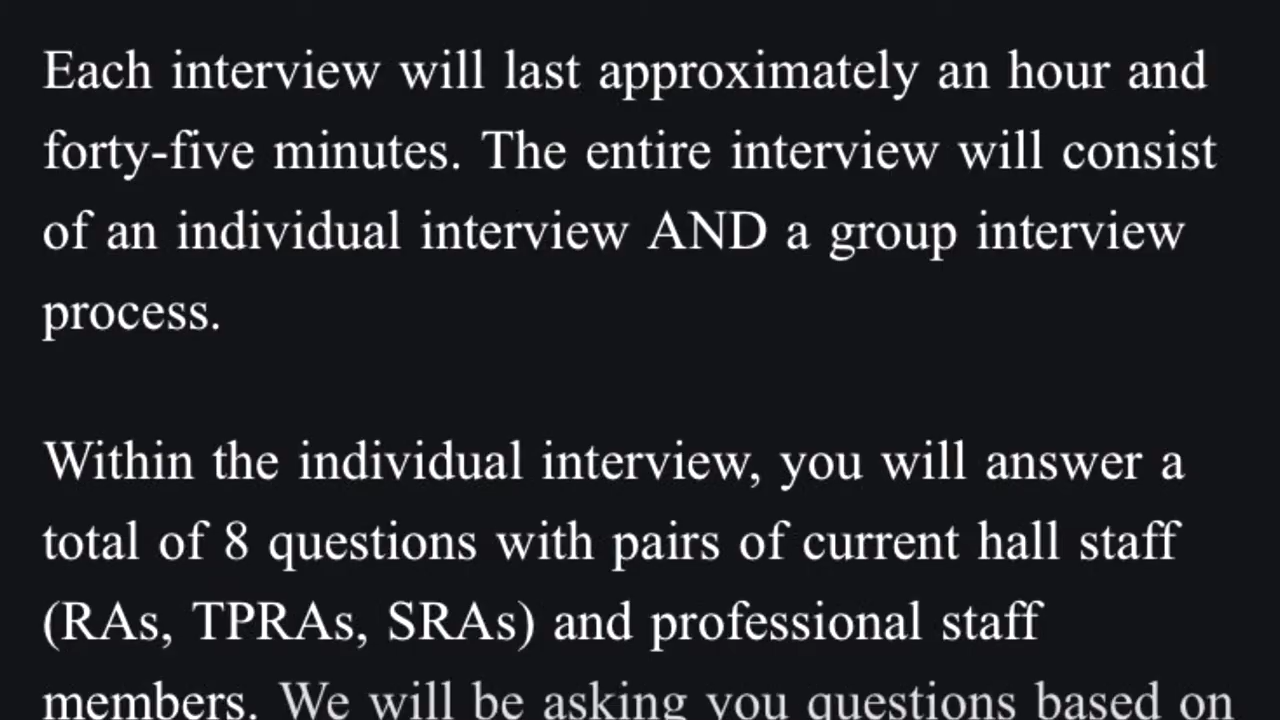 Each interview will last approximately an hour and
forty-five minutes. The entire interview will consist
of an individual interview AND a group interview
process.
Within the individual interview, you will answer a
total of 8 questions with pairs of current hall staff
(RAs, TPRAs, SRAs) and professional staff
members. We will be asking you questions based on